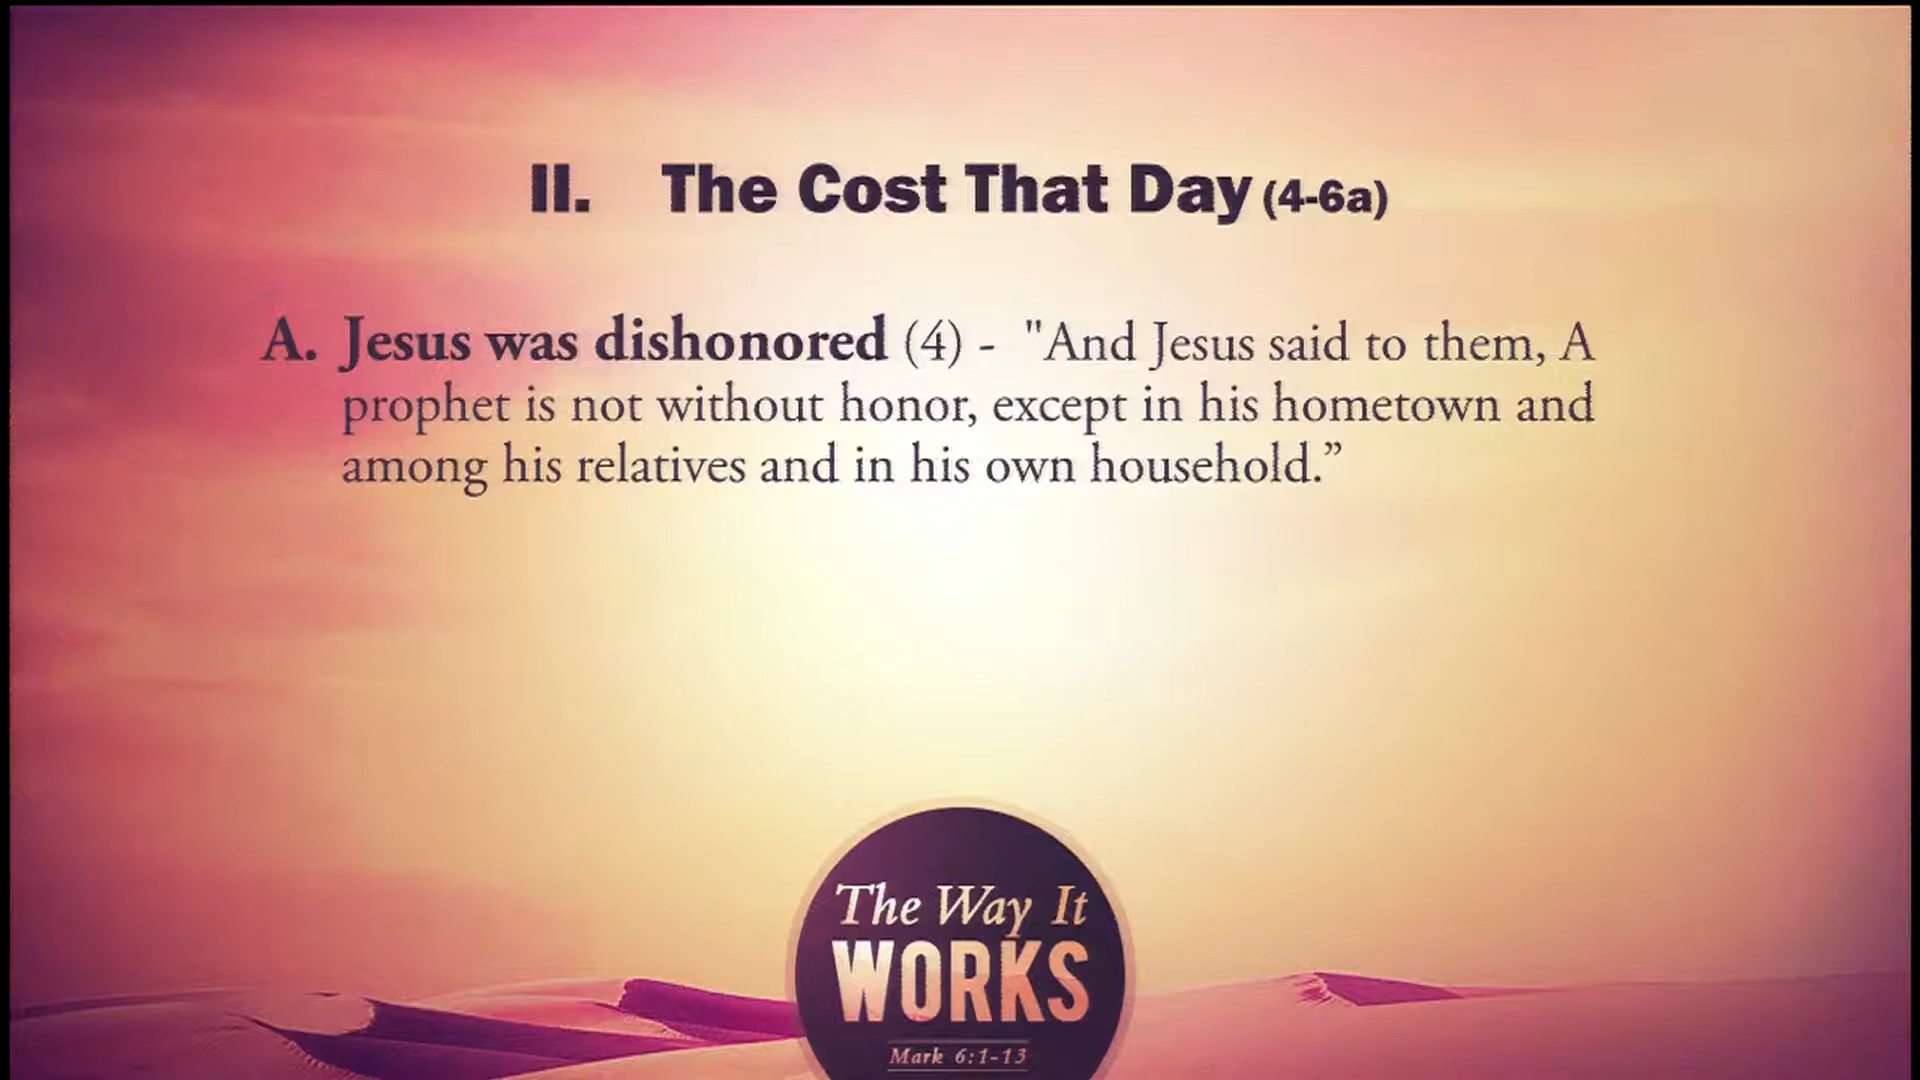 II. The Cost That Day (4-6a)
A. Jesus was dishonored (4) - "And Jesus said to them, A
prophet is not without honor, except in his hometown and
among his relatives and in his own household.”
The Way It
WORKS
Mark 6:1-13